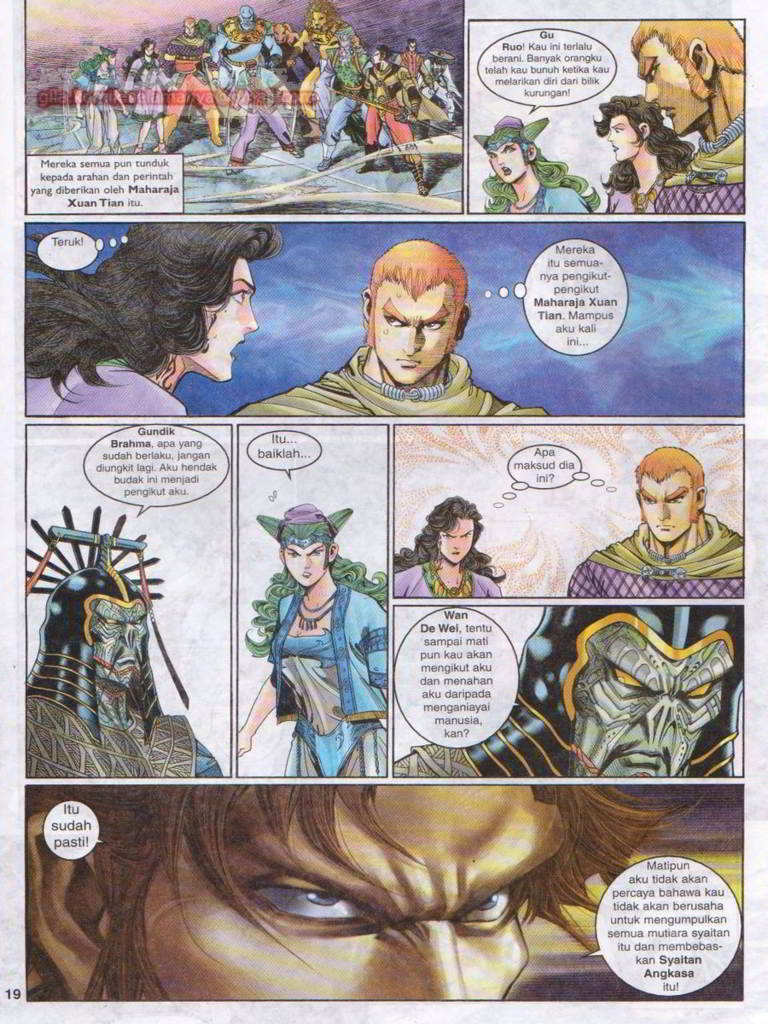 Mereka semua pun tunduk
kepada arahan dan perintah
yang diberikan oleh Maharaja
Xuan Tian itu.
Gu
Ruo! Kau ini terlalu
berani. Banyak orangku
telah kau bunuh ketika kau
melarikan diri dari bilik
kurungan!
Teruk!
Mereka
itu semua-
nya pengikut-
pengikut
Maharaja Xuan
Tian. Mampus
aku kali
ini...
Gundik
Brahma, apa yang
sudah berlaku, jangan
diungkit lagi. Aku hendak
budak ini menjadi
pengikut aku.
Itu...
baiklah...
Apa
maksud dia
ini?
Wan
De Wei, tentu
sampai mati
pun kau akan
mengikut aku
dan menahan
aku daripada
menganiayai
manusia,
kan?
Itu
sudah
pasti!
Matipun
aku tidak akan
percaya bahawa kau
tidak akan berusaha
untuk mengumpulkan
semua mutiara syaitan
itu dan membebas-
kan Syaitan
Angkasa
itu!
19